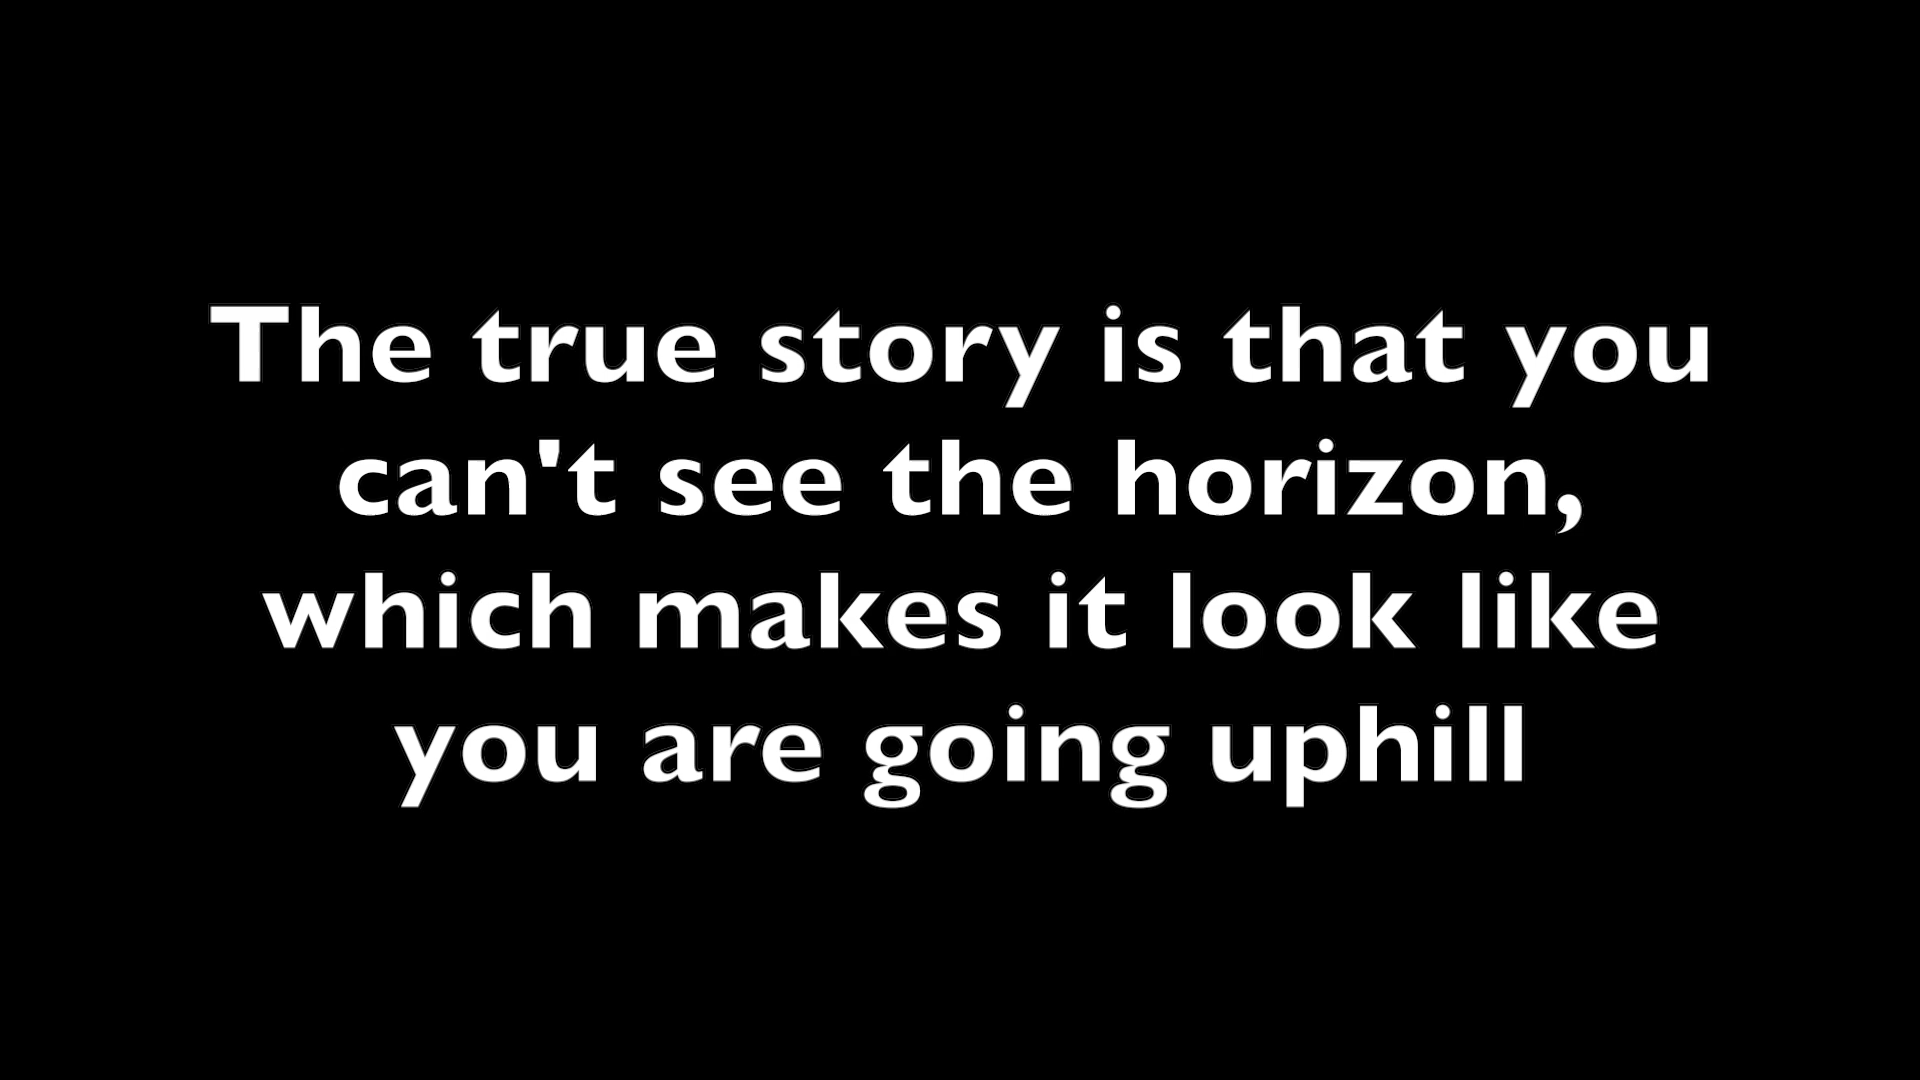 The true story is that you
can't see the horizon,
which makes it look like
you are going uphill